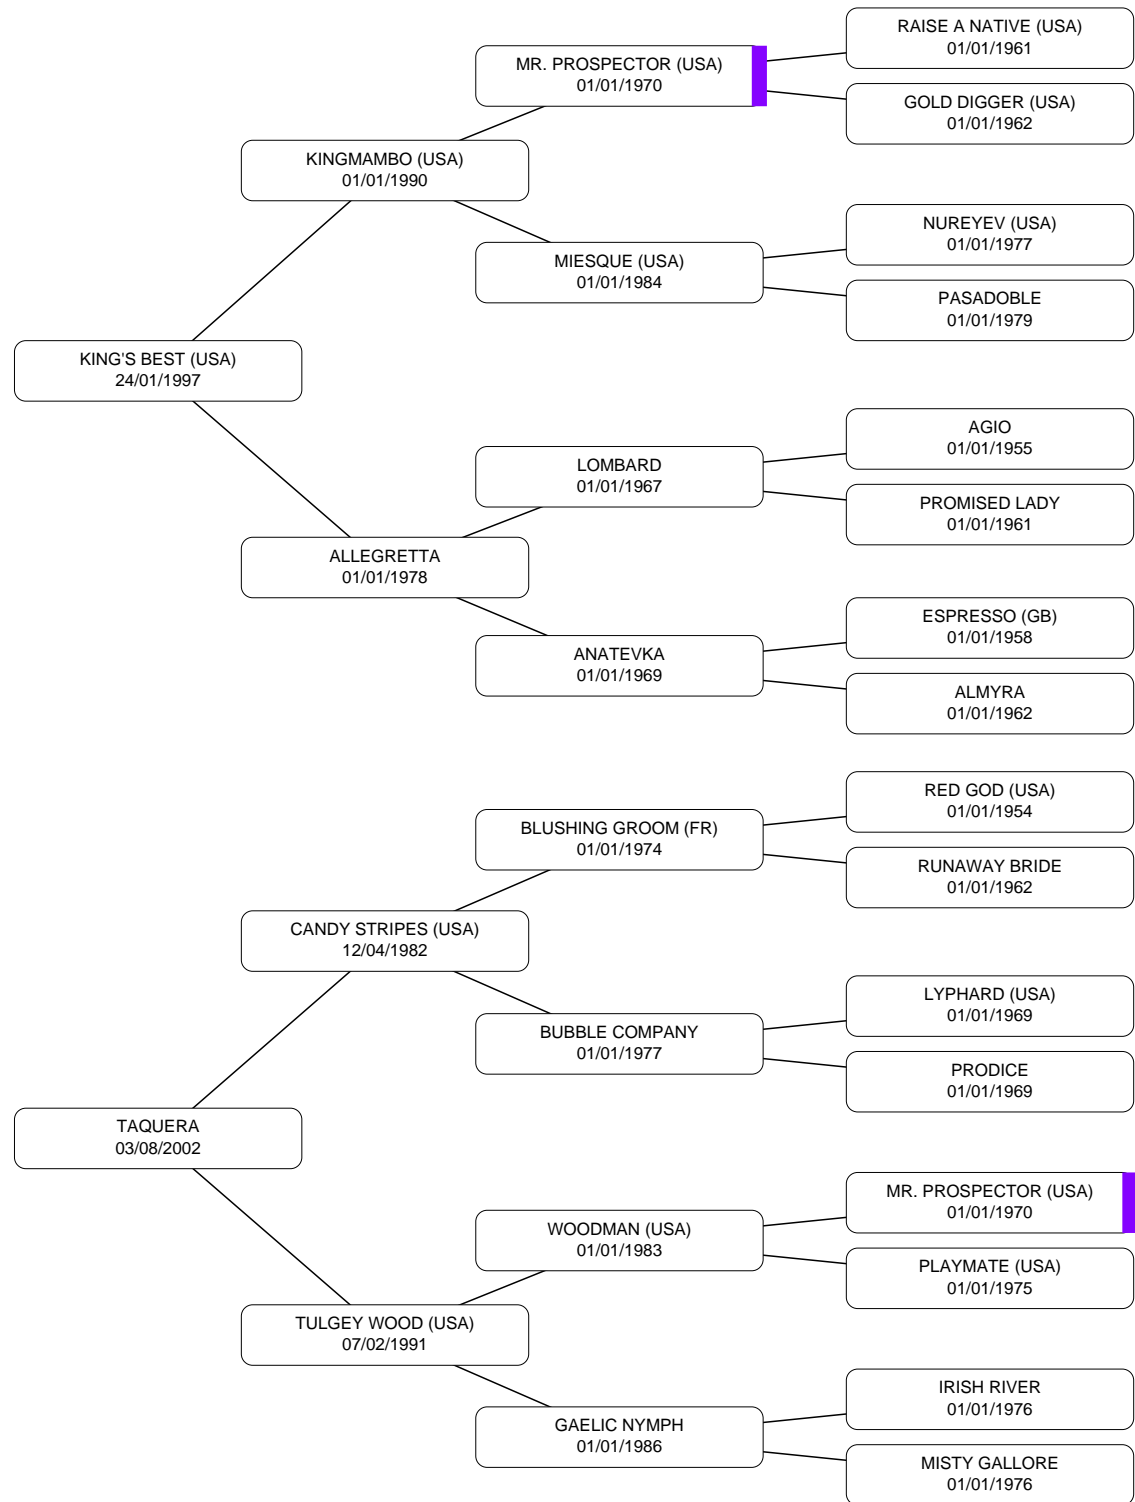 RAISE A NATIVE (USA)
01/01/1961
MR. PROSPECTOR (USA)
01/01/1970
GOLD DIGGER (USA)
01/01/1962
KINGMAMBO (USA)
01/01/1990
NUREYEV (USA)
01/01/1977
MIESQUE (USA)
01/01/1984
PASADOBLE
01/01/1979
KING'S BEST (USA)
24/01/1997
AGIO
01/01/1955
LOMBARD
01/01/1967
PROMISED LADY
01/01/1961
ALLEGRETTA
01/01/1978
ESPRESSO (GB)
01/01/1958
ANATEVKA
01/01/1969
ALMYRA
01/01/1962
RED GOD (USA)
01/01/1954
BLUSHING GROOM (FR)
01/01/1974
RUNAWAY BRIDE
01/01/1962
CANDY STRIPES (USA)
12/04/1982
LYPHARD (USA)
01/01/1969
BUBBLE COMPANY
01/01/1977
PRODICE
01/01/1969
TAQUERA
03/08/2002
MR. PROSPECTOR (USA)
01/01/1970
WOODMAN (USA)
01/01/1983
PLAYMATE (USA)
01/01/1975
TULGEY WOOD (USA)
07/02/1991
IRISH RIVER
01/01/1976
GAELIC NYMPH
01/01/1986
MISTY GALLORE
01/01/1976